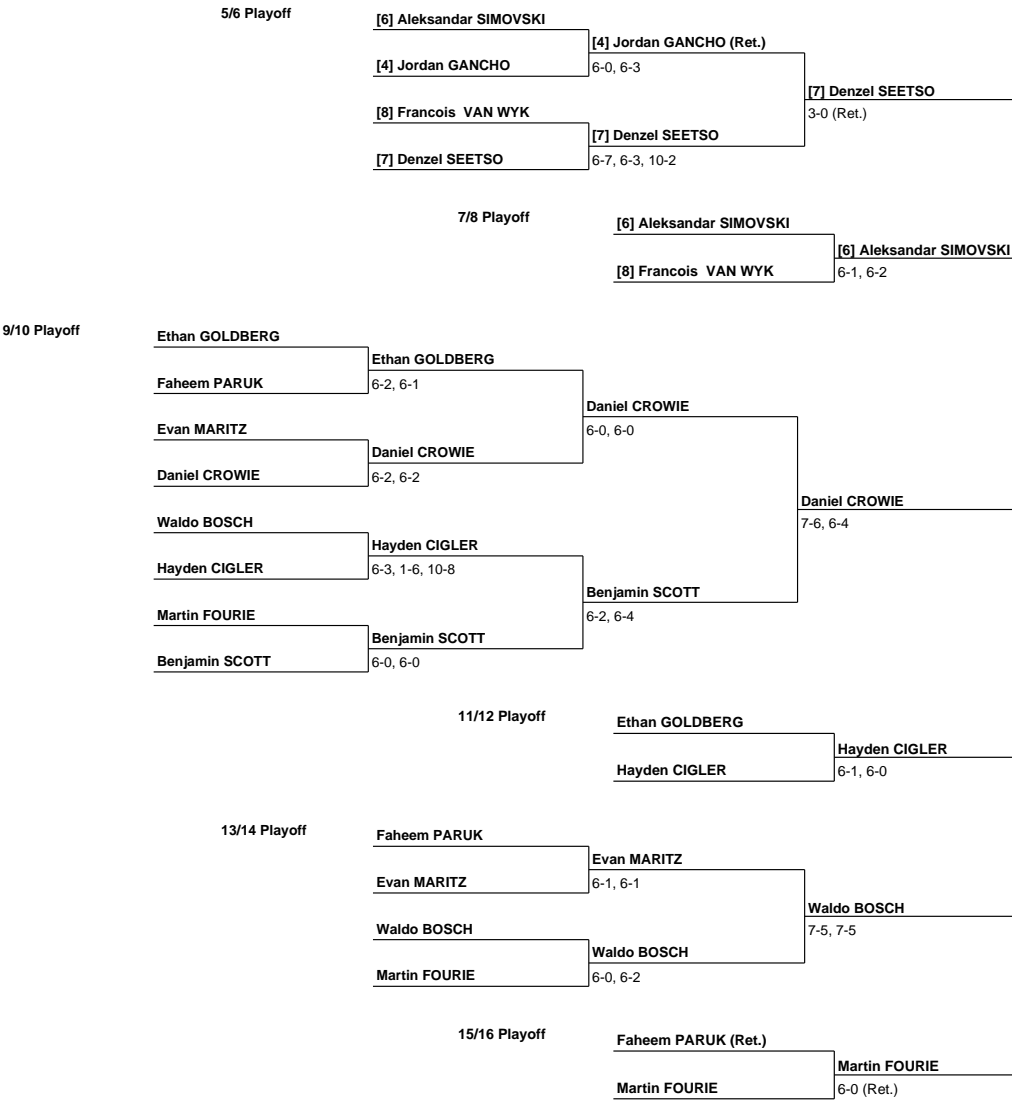 5/6 Playoff
[6] Aleksandar SIMOVSKI
[4] Jordan GANCHO (Ret.)
[4] Jordan GANCHO
6-0, 6-3
[7] Denzel SEETSO
[8] Francois  VAN WYK
3-0 (Ret.)
[7] Denzel SEETSO
[7] Denzel SEETSO
6-7, 6-3, 10-2
7/8 Playoff
[6] Aleksandar SIMOVSKI
[6] Aleksandar SIMOVSKI
[8] Francois  VAN WYK
6-1, 6-2
9/10 Playoff
Ethan GOLDBERG
Ethan GOLDBERG
Faheem PARUK
6-2, 6-1
Daniel CROWIE
Evan MARITZ
6-0, 6-0
Daniel CROWIE
Daniel CROWIE
6-2, 6-2
Daniel CROWIE
Waldo BOSCH
7-6, 6-4
Hayden CIGLER
Hayden CIGLER
6-3, 1-6, 10-8
Benjamin SCOTT
Martin FOURIE
6-2, 6-4
Benjamin SCOTT
Benjamin SCOTT
6-0, 6-0
11/12 Playoff
Ethan GOLDBERG
Hayden CIGLER
Hayden CIGLER
6-1, 6-0
13/14 Playoff
Faheem PARUK
Evan MARITZ
Evan MARITZ
6-1, 6-1
Waldo BOSCH
Waldo BOSCH
7-5, 7-5
Waldo BOSCH
Martin FOURIE
6-0, 6-2
15/16 Playoff
Faheem PARUK (Ret.)
Martin FOURIE
Martin FOURIE
6-0 (Ret.)